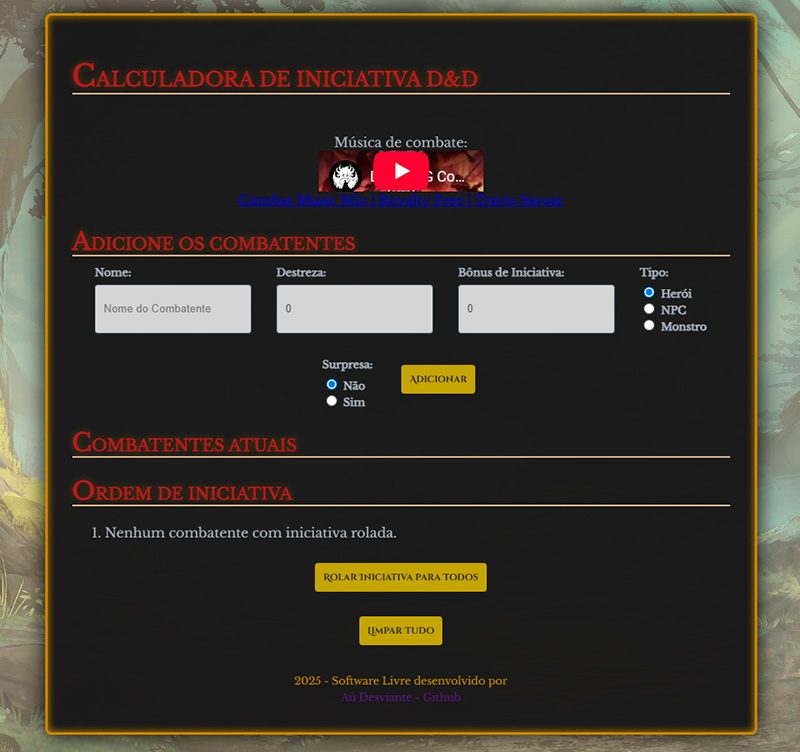 Calculadora de iniciativa D&D
Música de combate:
Co...
Combat Music Mix | Royalty Free | Travis Savoie
Adicione os combatentes
Nome: Destreza: Bônus de Iniciativa: Tipo:
Nome do Combatente 0 0
Herói
NPC
Monstro
Surpresa:
Não
Sim
Adicionar
Combatentes atuais
Ordem de iniciativa
1. Nenhum combatente com iniciativa rolada.
Rolar Iniciativa para Todos
Limpar Tudo
2025 - Software Livre desenvolvido por
Aú Desviante - Github